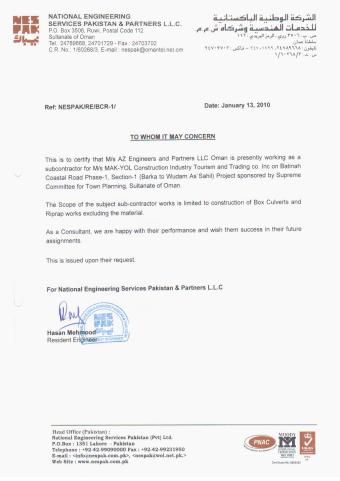 NATIONAL ENGINEERING
SERVICES PAKISTAN & PARTNERS L.L.C.
P.O. Box 3506, Ruwi, Postal Code 112
Sultanate of Oman
Tel. 24789668, 24701729 - Fax : 24703702
C.R. No.: 1/60268/3, E-mail : nespak@omantel.net.om
NES
PAK
الشركة الوطنية الهندسية الباكستانية
للخدمات الهندسية وشركاه ش.م.م.
سلطنة عمان
Ref: NESPAK/RE/BCR-1/
Date: January 13, 2010
TO WHOM IT MAY CONCERN
This is to certify that M/s AZ Engineers and Partners LLC Oman is presently working as a
subcontractor for M/s MAK-YOL Construction Industry Tourism and Trading co. Inc on Batinah
Coastal Road Phase-1, Section-1 (Barka to Wudam As Sahil) Project sponsored by Supreme
Committee for Town Planning, Sultanate of Oman.
The Scope of the subject sub-contractor works is limited to construction of Box Culverts and
Riprap works excluding the material.
As a Consultant, we are happy with their performance and wish them success in their future
assignments.
This is issued upon their request.
For National Engineering Services Pakistan & Partners L.L.C
NES
PAK
Hasan Mehmood
Resident Engineer
Head Office (Pakistan) :
National Engineering Services Pakistan (Pvt) Ltd.
P.O.Box : 1351 Lahore - Pakistan
Telephone : +92-42-99090000 Fax : +92-42-99231950
E-mail : <info@nespak.com.pk>, <nespak@wol.net.pk>
Web Site : www.nespak.com.pk
PNAC
MOODY